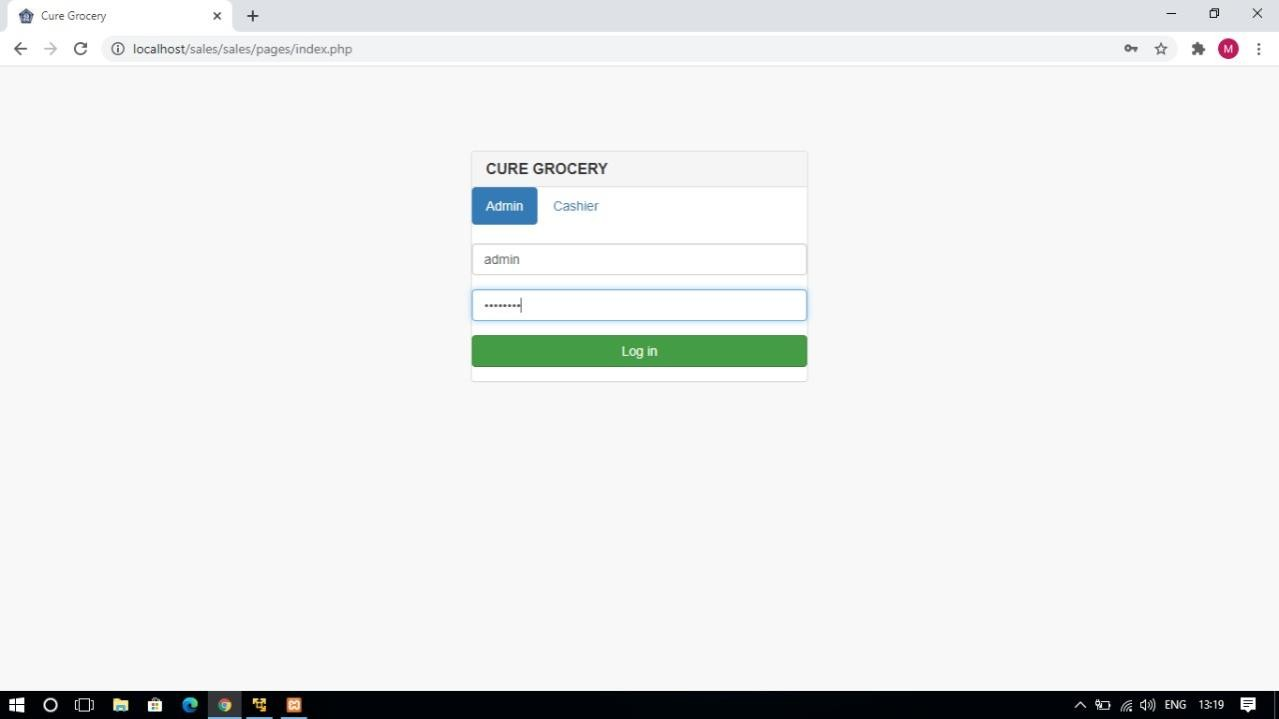 Cure Grocery
localhost/sales/sales/pages/index.php
M
CURE GROCERY
Admin Cashier
admin
••••••••
Log in
ENG 13:19